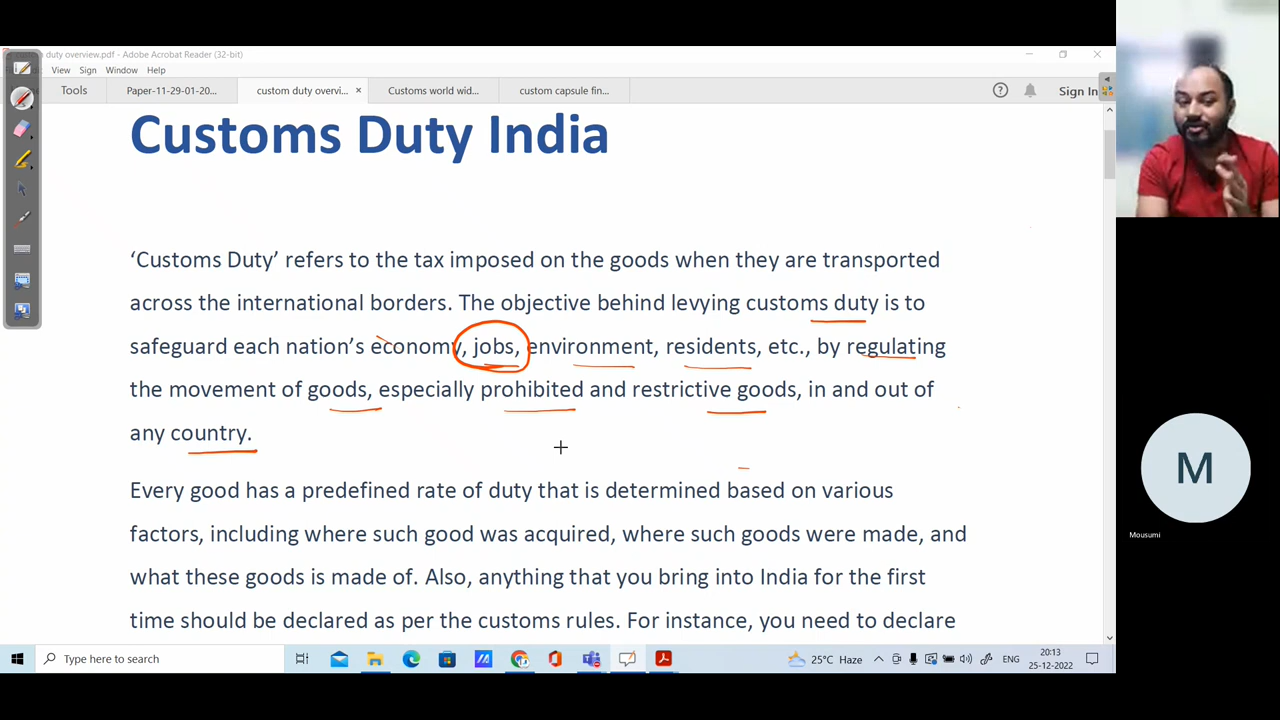 duty overview.pdf - Adobe Acrobat Reader (32-bit)
View Sign Window Help
Tools Paper-11-29-01-20... custom duty overvi... × Customs world wid... custom capsule fin... Sign In
Customs Duty India
‘Customs Duty’ refers to the tax imposed on the goods when they are transported
across the international borders. The objective behind levying customs duty is to
safeguard each nation’s economy, jobs, environment, residents, etc., by regulating
the movement of goods, especially prohibited and restrictive goods, in and out of
any country.
Every good has a predefined rate of duty that is determined based on various
factors, including where such good was acquired, where such goods were made, and
what these goods is made of. Also, anything that you bring into India for the first
time should be declared as per the customs rules. For instance, you need to declare
M
Mousumi
Type here to search
25°C Haze
ENG
20:13
25-12-2022